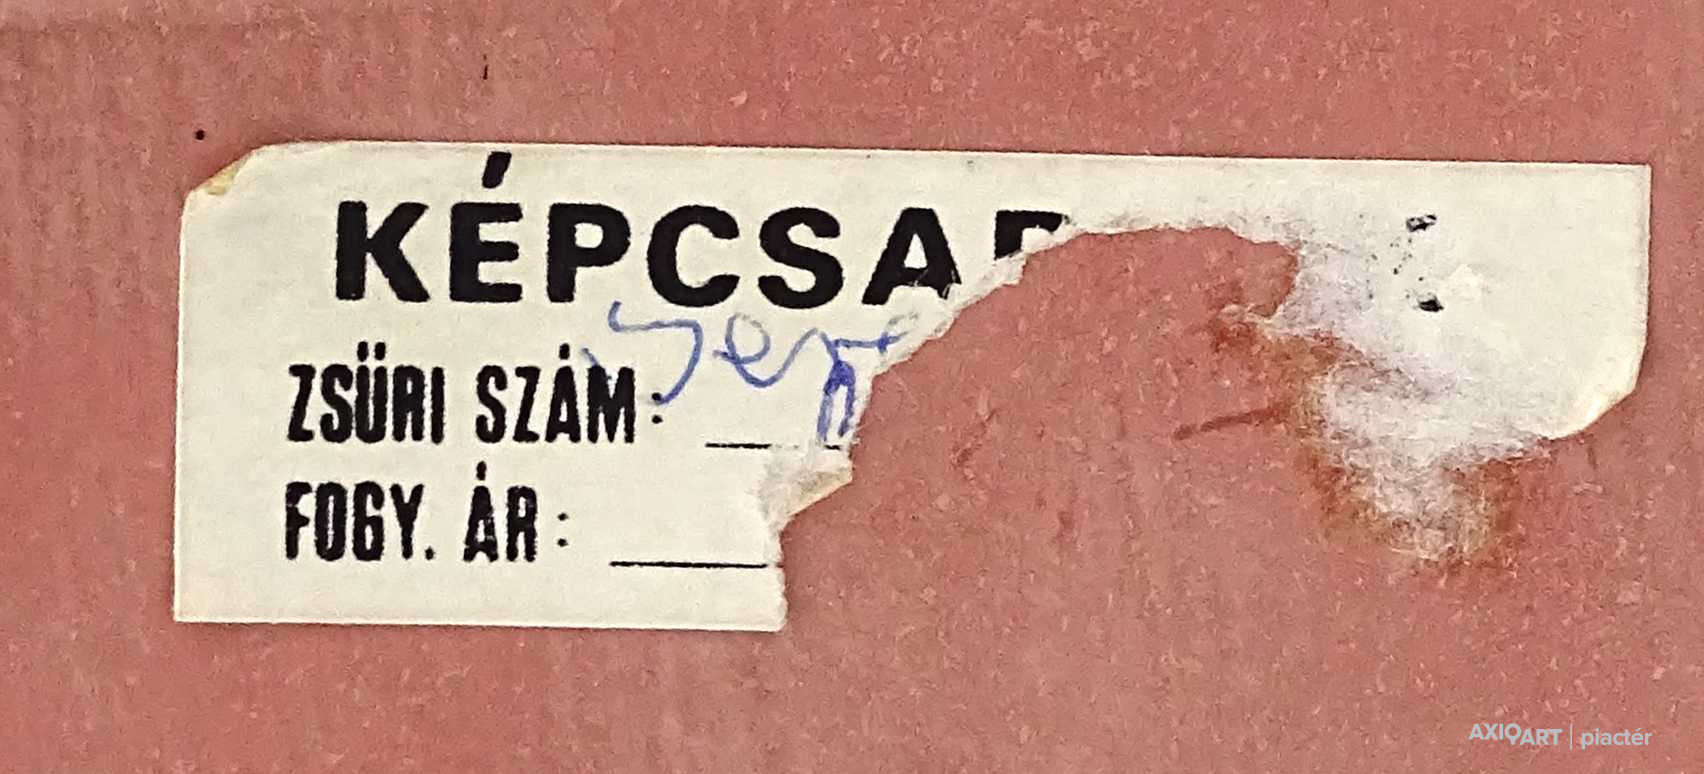 KÉPCSAR
ZSÜRI SZÁM:
FOGY. ÁR:
AXIOART | piactér